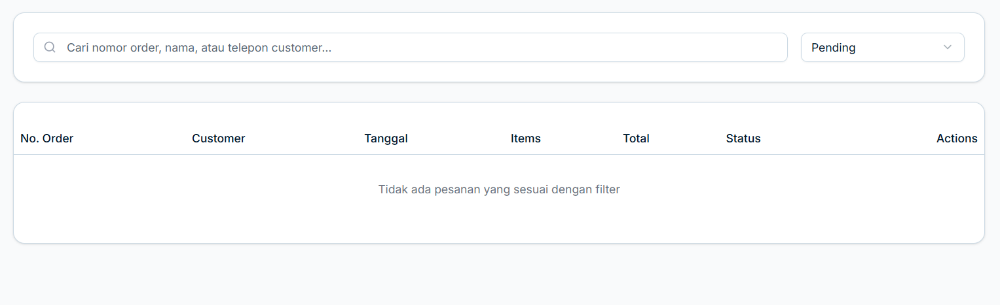 Cari nomor order, nama, atau telepon customer...
Pending
No. Order Customer Tanggal Items Total Status Actions
Tidak ada pesanan yang sesuai dengan filter